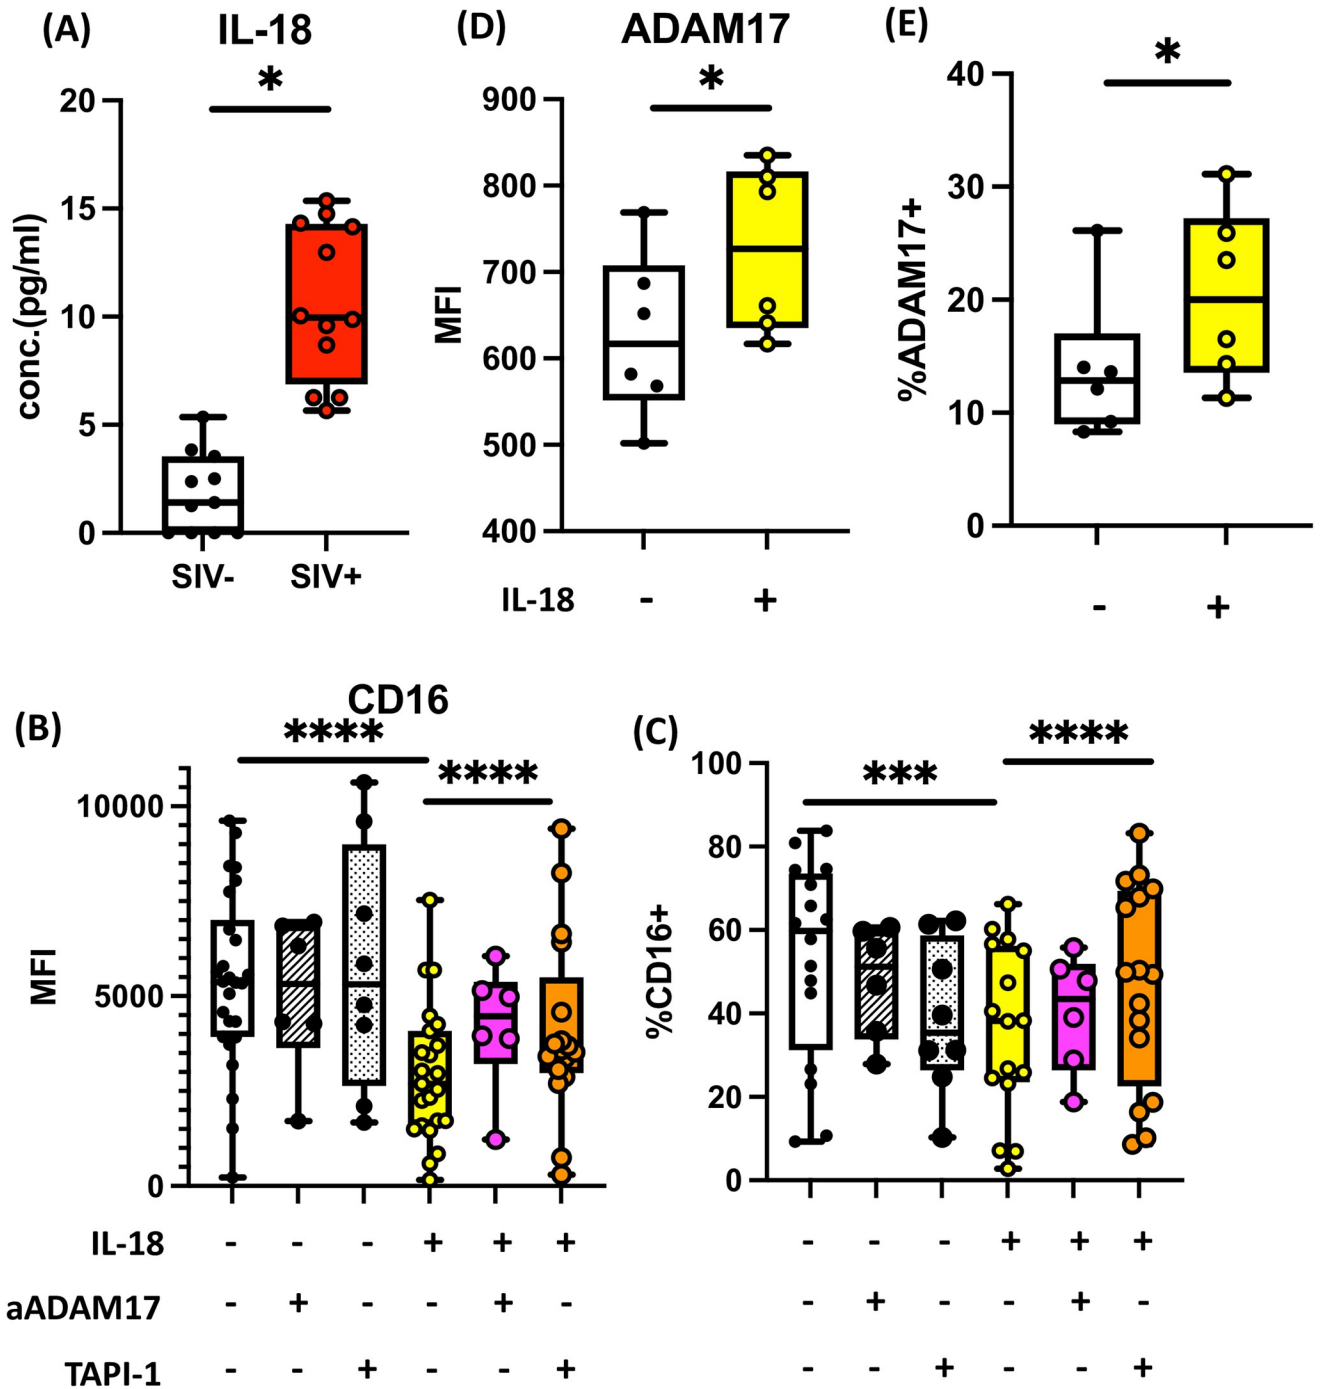 (A) IL-18
*
20
15
10
5
0
conc.(pg/ml)
SIV- SIV+
(D) ADAM17
*
900
800
700
600
500
400
MFI
IL-18 - +
(E)
*
40
30
20
10
0
%ADAM17+
- +
CD16
(B)
****
****
10000
5000
0
MFI
IL-18 - - - + + +
aADAM17 - + - - + -
TAPI-1 - - + - - +
(C)
***
****
100
80
60
40
20
0
%CD16+
- - - + + +
- + - - + -
- - + - - +